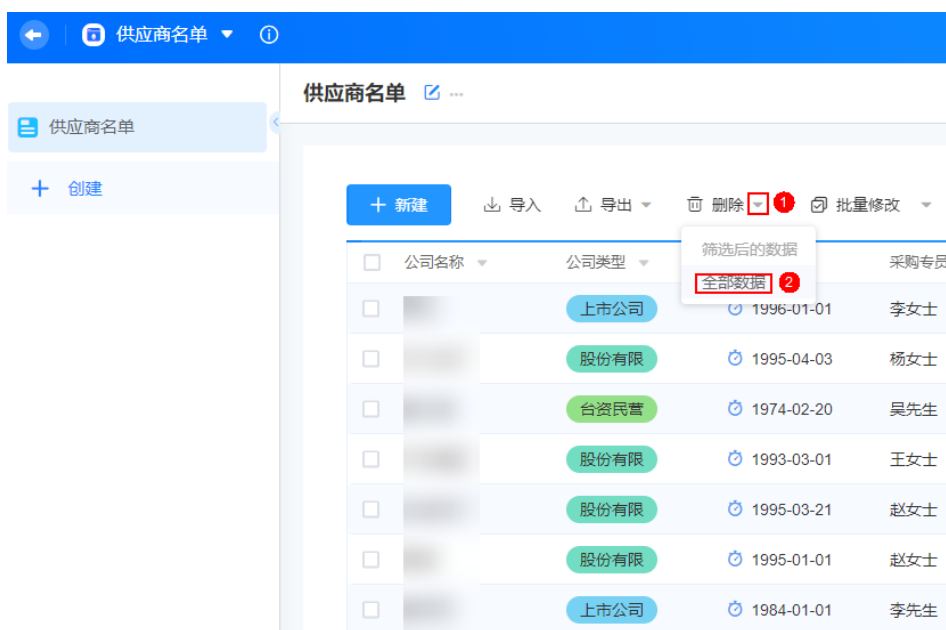 供应商名单
供应商名单 ...
供应商名单
创建
新建 导入 导出 删除 1 批量修改
筛选后的数据
全部数据 2
公司名称 公司类型 采购专员
上市公司 1996-01-01 李女士
股份有限 1995-04-03 杨女士
台资民营 1974-02-20 吴先生
股份有限 1993-03-01 王女士
股份有限 1995-03-21 赵女士
股份有限 1995-01-01 赵女士
上市公司 1984-01-01 李先生